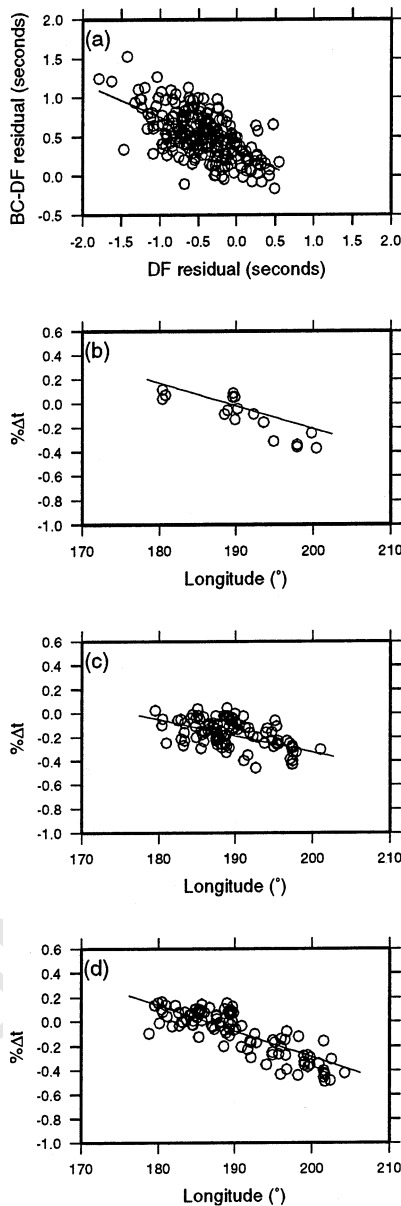 2.0
(a)
1.5
1.0
0.5
0.0
-0.5
BC-DF residual (seconds)
-2.0 -1.5 -1.0 -0.5 0.0 0.5 1.0 1.5 2.0
DF residual (seconds)
0.6
(b)
0.4
0.2
0.0
-0.2
-0.4
-0.6
-0.8
-1.0
%Δt
170 180 190 200 210
Longitude (°)
0.6
(c)
0.4
0.2
0.0
-0.2
-0.4
-0.6
-0.8
-1.0
%Δt
170 180 190 200 210
Longitude (°)
0.6
(d)
0.4
0.2
0.0
-0.2
-0.4
-0.6
-0.8
-1.0
%Δt
170 180 190 200 210
Longitude (°)